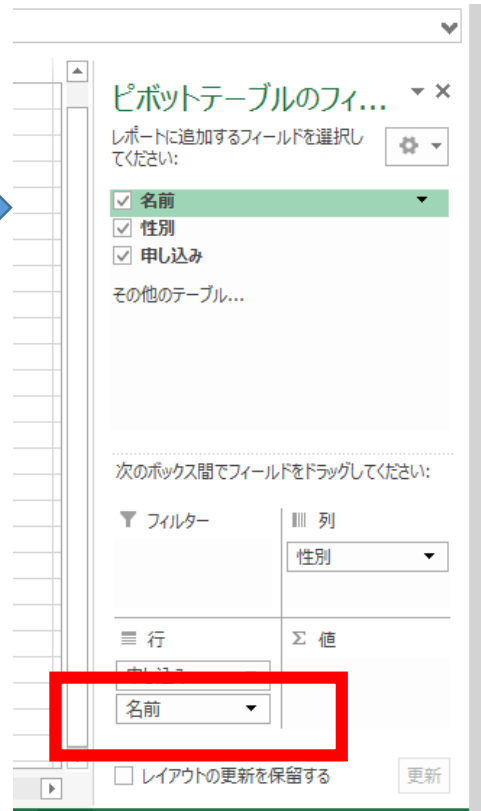 ピボットテーブルのフィ...
レポートに追加するフィールドを選択し
てください:
名前
性別
申し込み
その他のテーブル...
次のボックス間でフィールドをドラッグしてください:
フィルター
列
性別
行
Σ 値
申し込み
名前
レイアウトの更新を保留する
更新